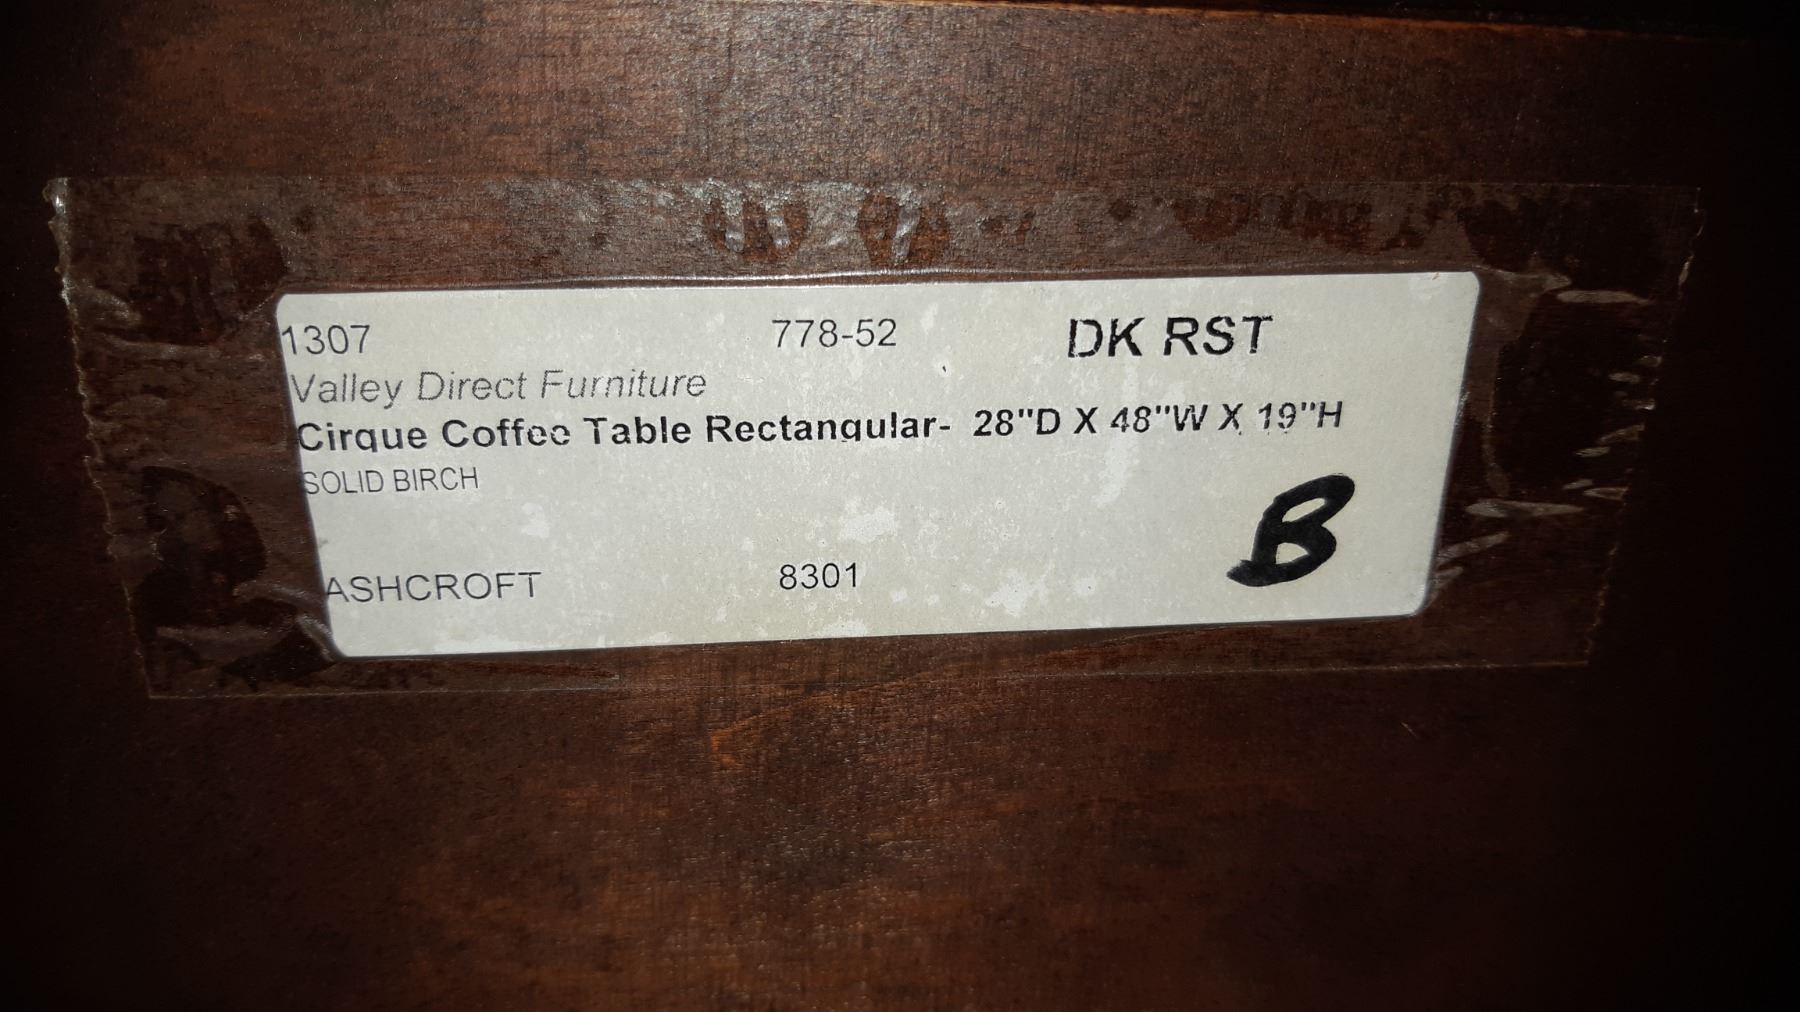 1307 778-52 DK RST
Valley Direct Furniture
Cirque Coffee Table Rectangular- 28"D X 48"W X 19"H
SOLID BIRCH
B
ASHCROFT 8301